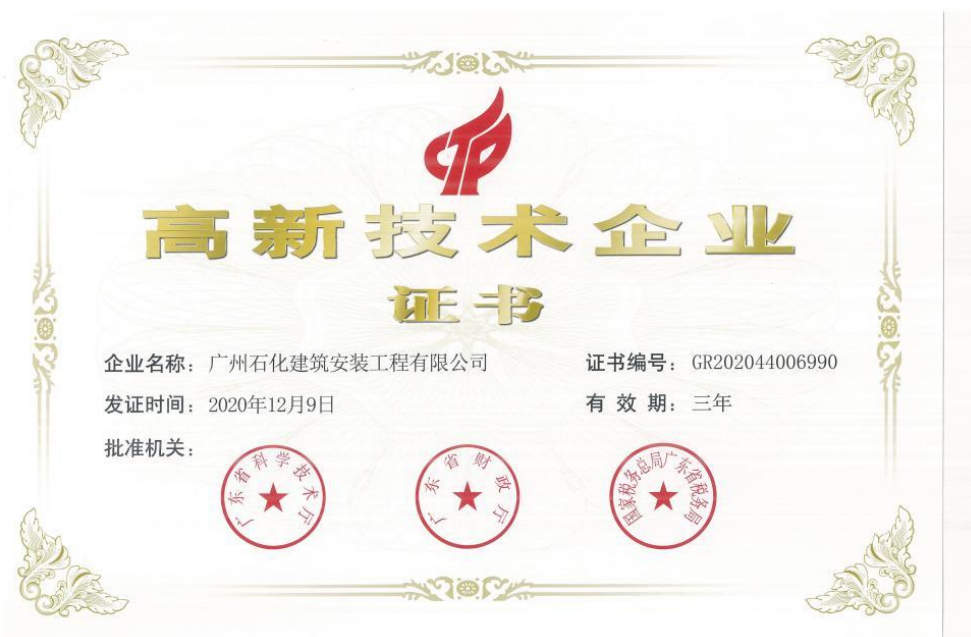 高新技术企业
证书
企业名称：广州石化建筑安装工程有限公司
证书编号：GR202044006990
发证时间：2020年12月9日
有 效 期：三年
批准机关：
广东省科学技术厅
广东省财政厅
国家税务总局广东省税务局